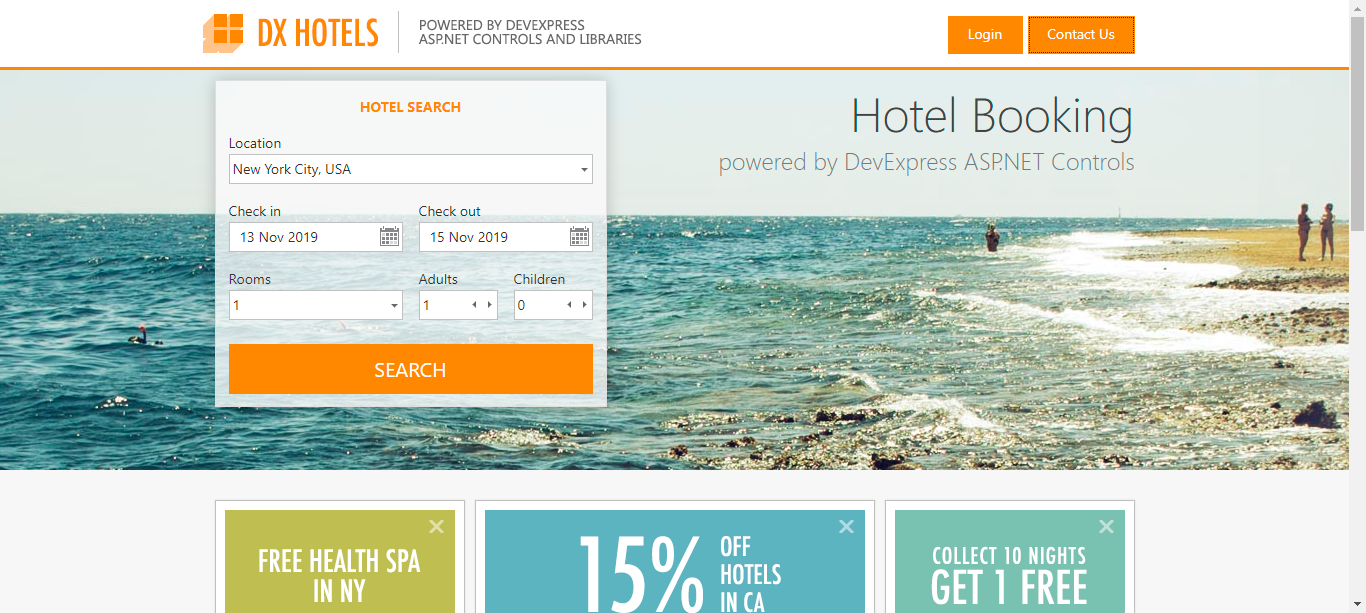 DX HOTELS
POWERED BY DEVEXPRESS
ASP.NET CONTROLS AND LIBRARIES
Login
Contact Us
HOTEL SEARCH
Location
New York City, USA
Check in
Check out
13 Nov 2019
15 Nov 2019
Rooms
Adults
Children
1
1
0
SEARCH
Hotel Booking
powered by DevExpress ASP.NET Controls
FREE HEALTH SPA
IN NY
15%
OFF
HOTELS
IN CA
COLLECT 10 NIGHTS
GET 1 FREE